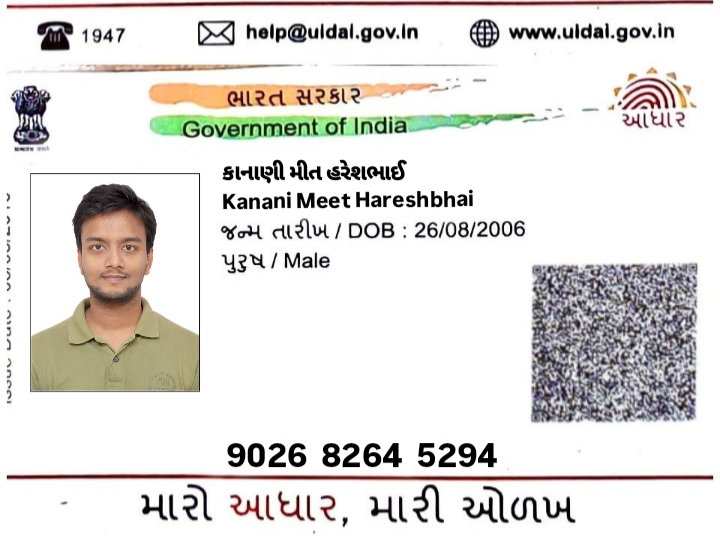 1947
help@uidai.gov.in
www.uidai.gov.in
ભારત સરકાર
Government of India
આધાર
કાનાણી મીત હરેશભાઈ
Kanani Meet Hareshbhai
જન્મ તારીખ / DOB : 26/08/2006
પુરુષ / Male
9026 8264 5294
મારો આધાર, મારી ઓળખ